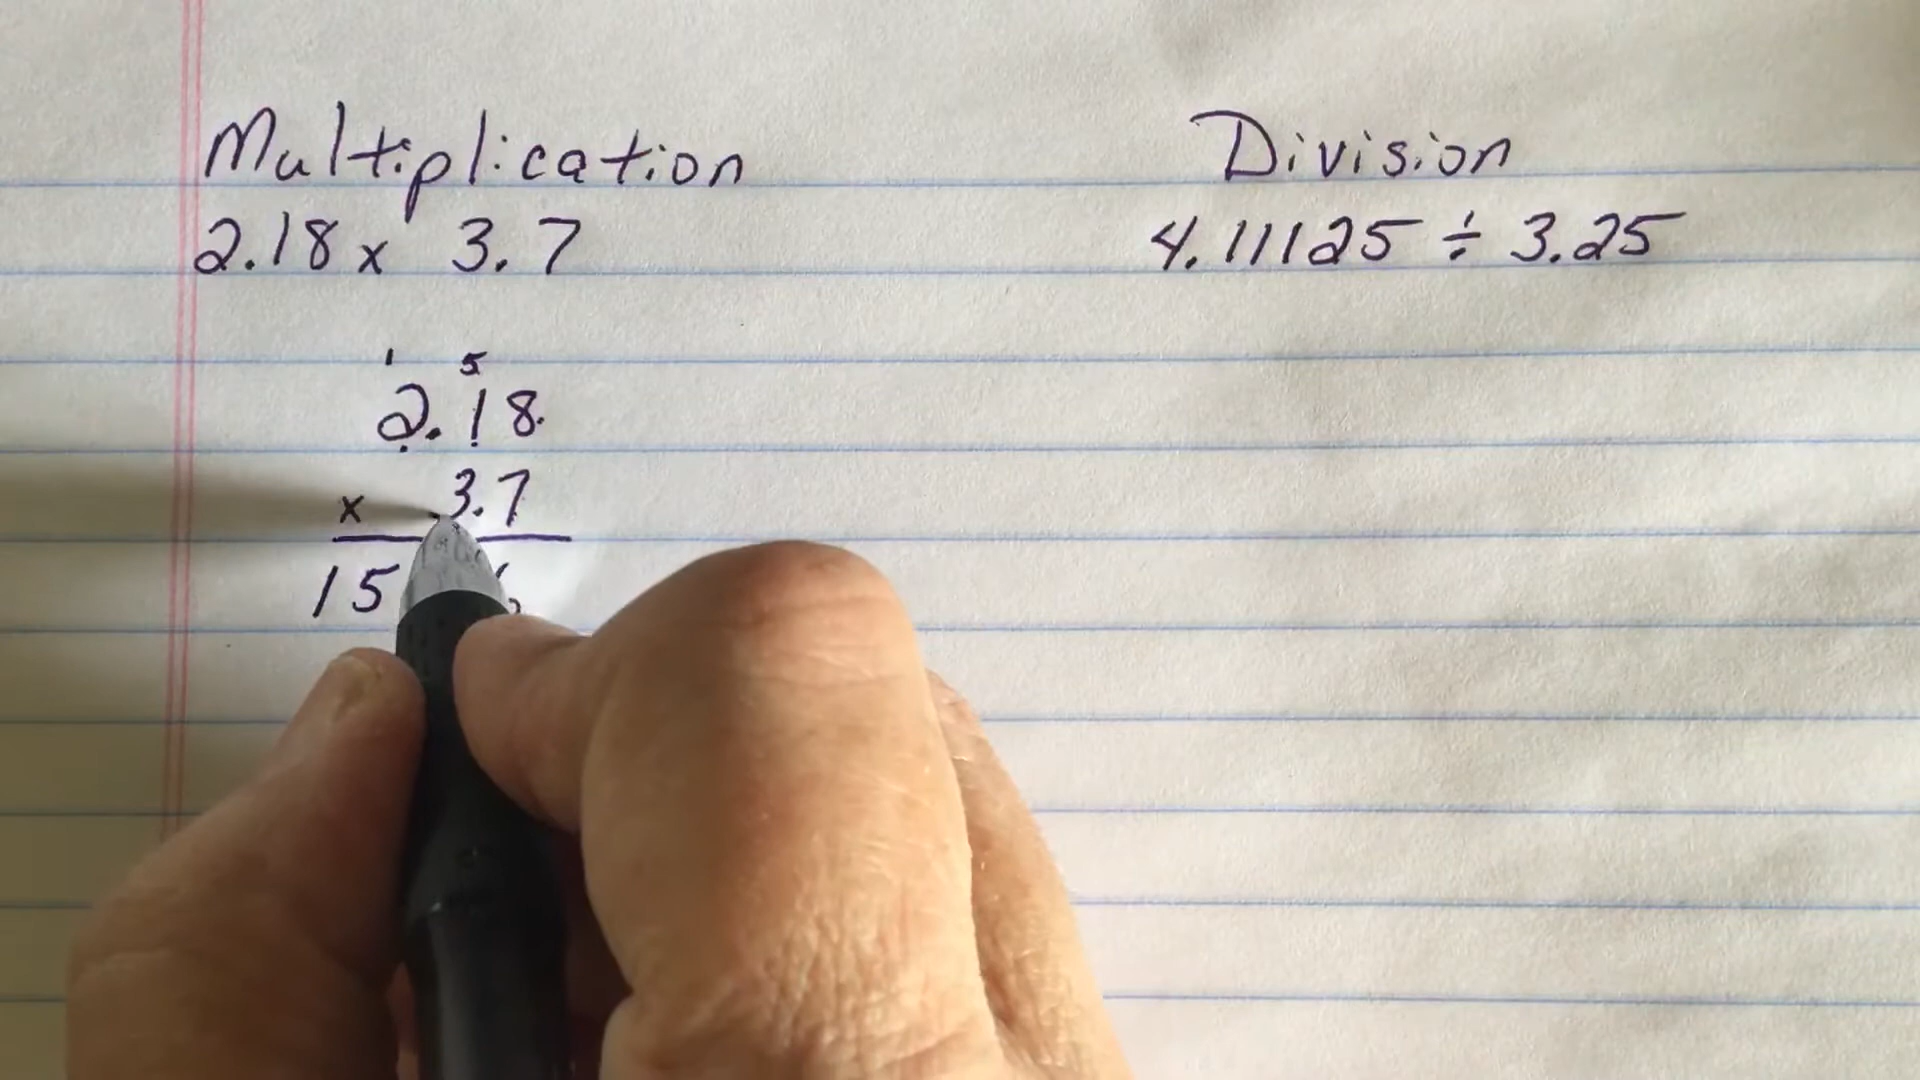 Multiplication
2.18 x 3.7
1 5
2.18
x 3.7
15
Division
4.11125 ÷ 3.25